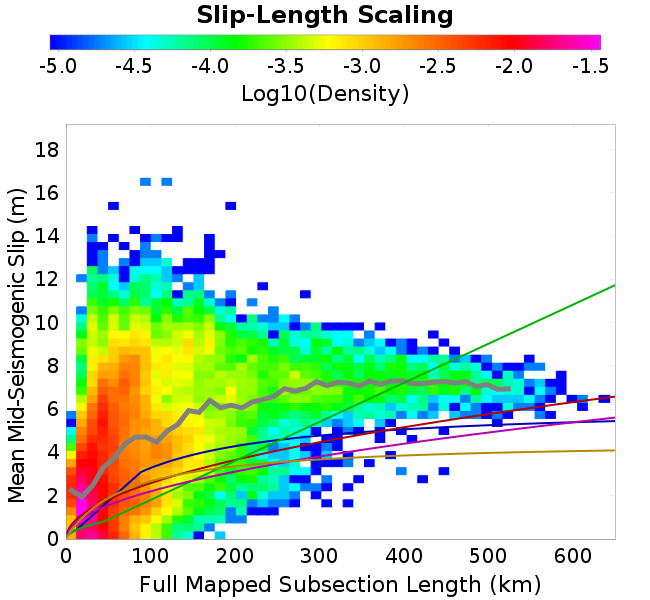 Slip-Length Scaling
-5.0 -4.5 -4.0 -3.5 -3.0 -2.5 -2.0 -1.5
Log10(Density)
Mean Mid-Seismogenic Slip (m)
18
16
14
12
10
8
6
4
2
0
0 100 200 300 400 500 600
Full Mapped Subsection Length (km)